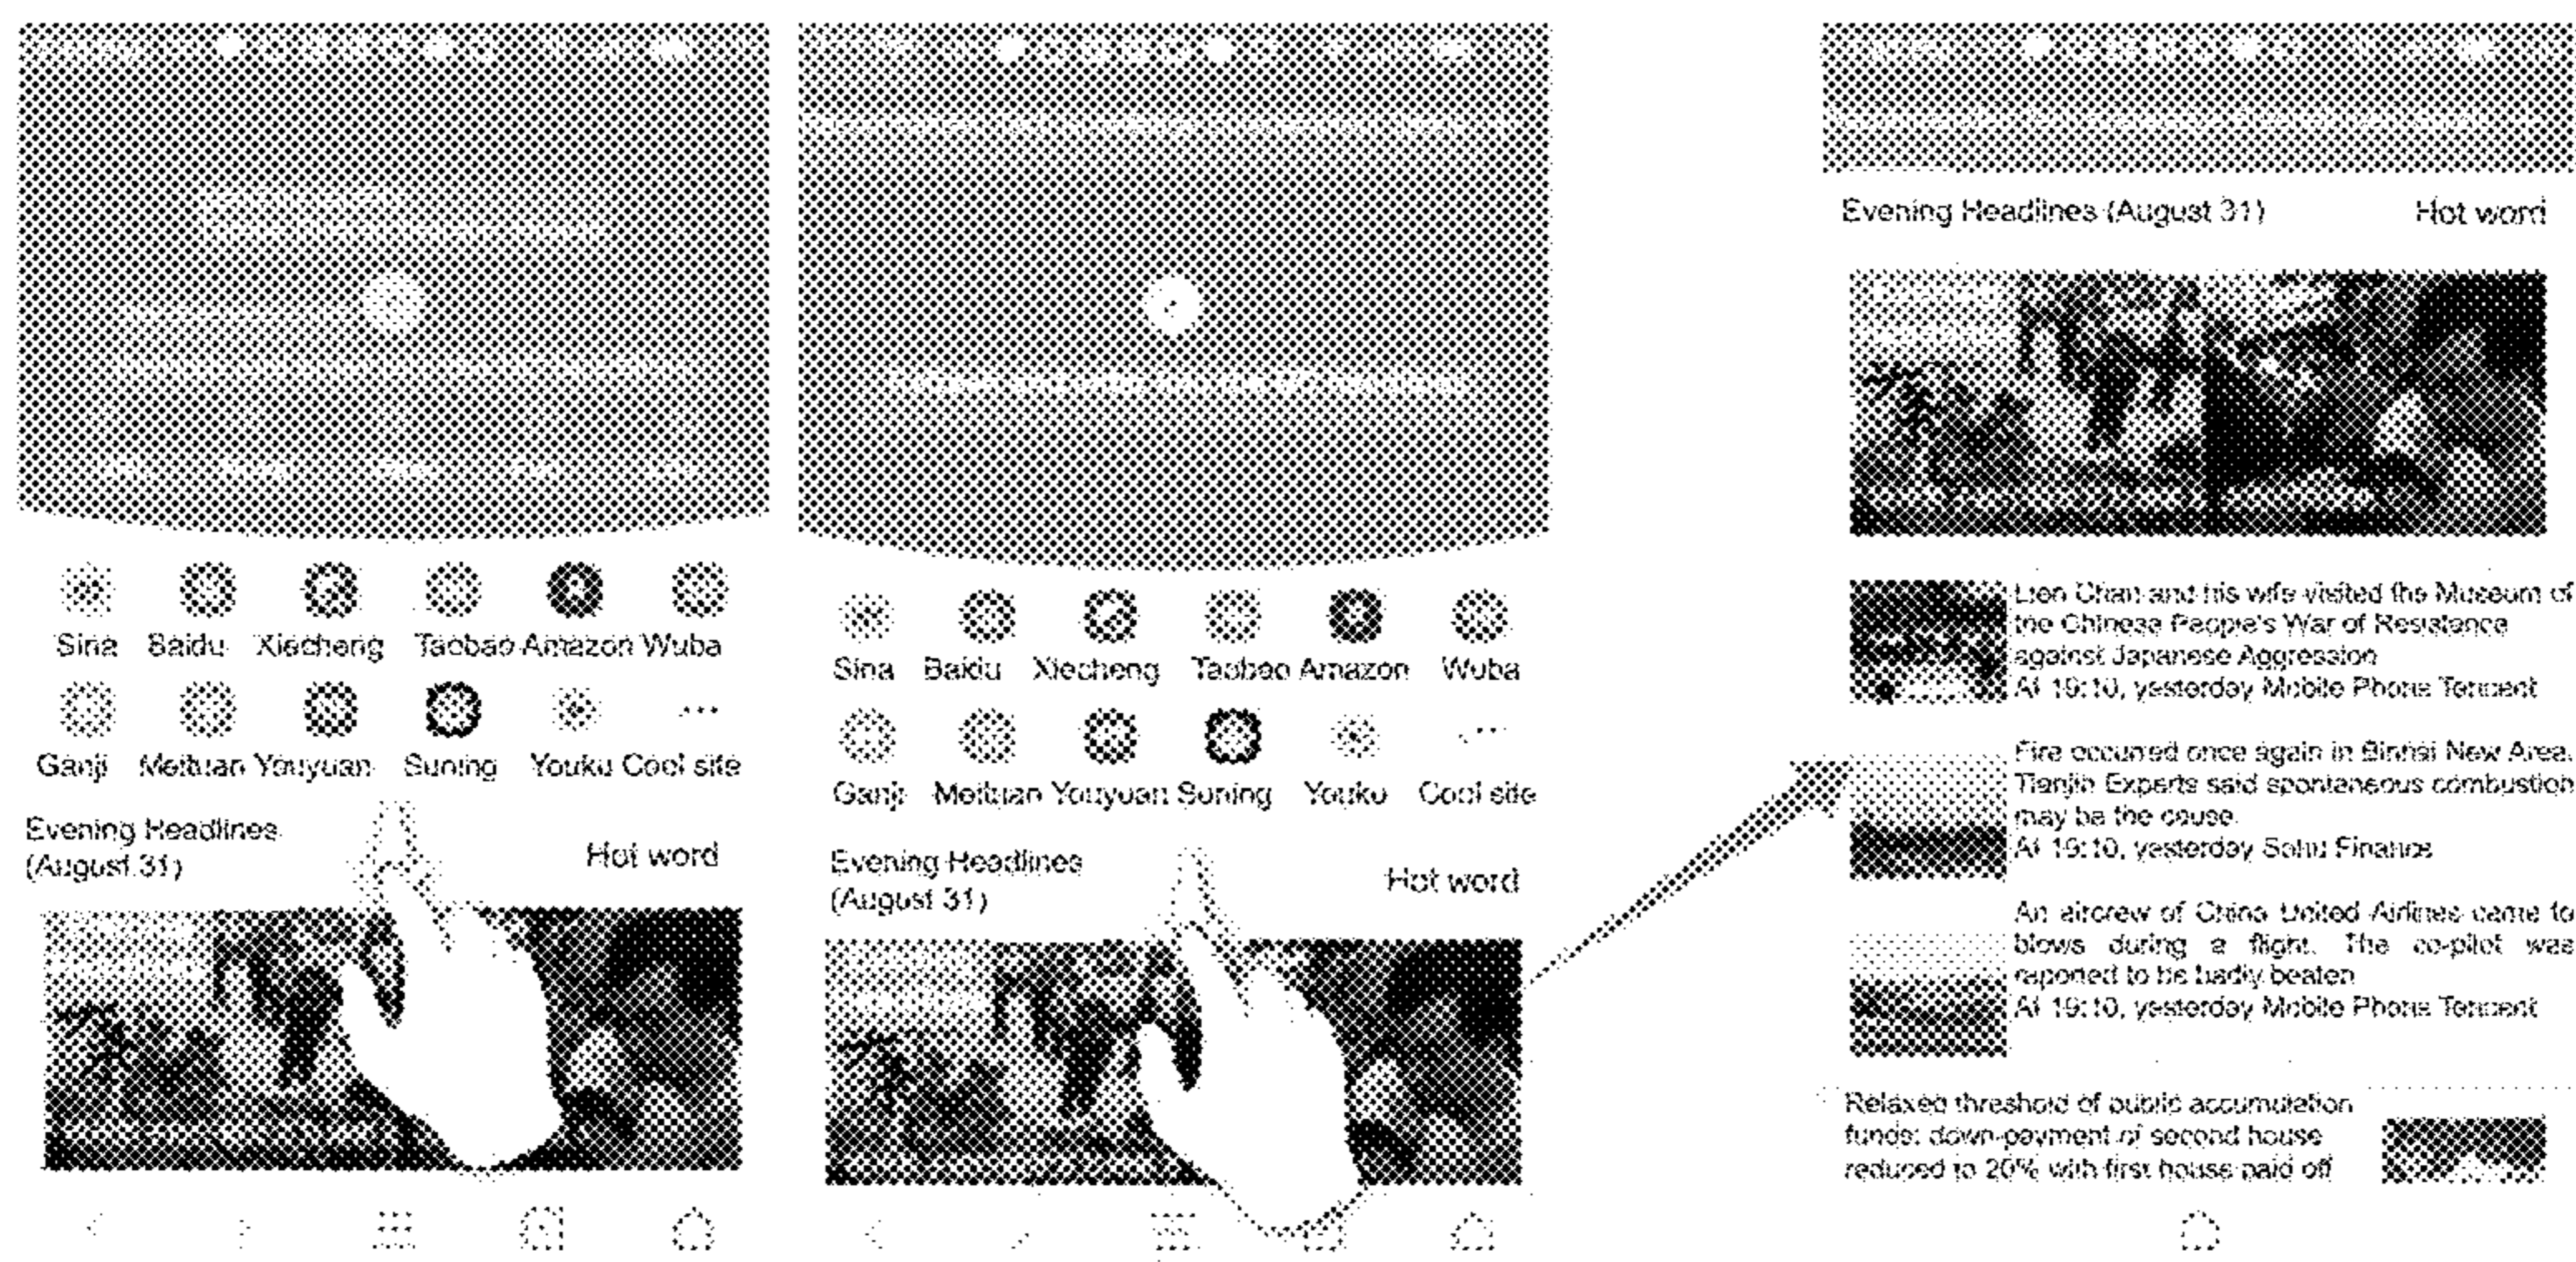 Sina Baidu Xiecheng Taobao Amazon Wuba
Ganji Meituan Youyuan Suning Youku Cool site
Evening Headlines
(August 31)
Hot word
Sina Baidu Xiecheng Taobao Amazon Wuba
Ganji Meituan Youyuan Suning Youku Cool site
Evening Headlines
(August 31)
Hot word
Evening Headlines (August 31) Hot word
Lien Chan and his wife visited the Museum of
the Chinese People's War of Resistance
against Japanese Aggression
At 19:10, yesterday Mobile Phone Tencent
Fire occurred once again in Binhai New Area,
Tianjin Experts said spontaneous combustion
may be the cause.
At 19:10, yesterday Sohu Finance
An aircrew of China United Airlines came to
blows during a flight. The co-pilot was
reported to be badly beaten
At 19:10, yesterday Mobile Phone Tencent
Relaxed threshold of public accumulation
funds: down-payment of second house
reduced to 20% with first house paid off